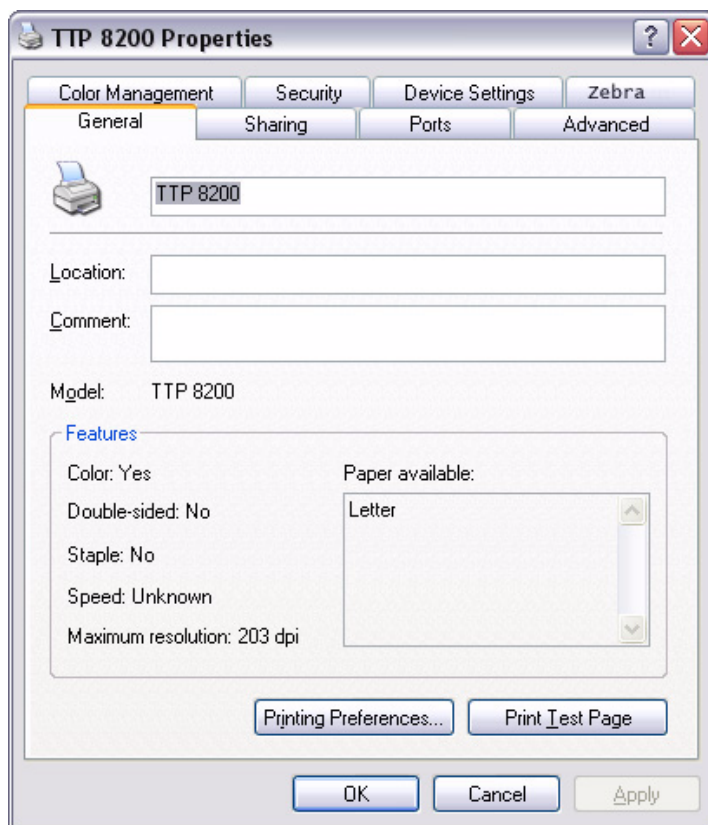 TTP 8200 Properties
?
Color Management Security Device Settings Zebra
General Sharing Ports Advanced
TTP 8200
Location:
Comment:
Model: TTP 8200
Features
Color: Yes
Paper available:
Double-sided: No
Letter
Staple: No
Speed: Unknown
Maximum resolution: 203 dpi
Printing Preferences... Print Test Page
OK Cancel Apply